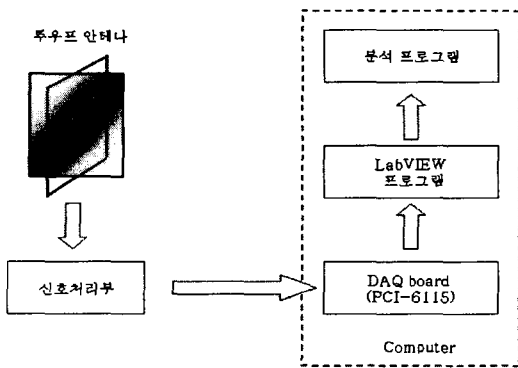 루우프 안테나
신호처리부
분석 프로그램
LabVIEW
프로그램
DAQ board
(PCI-6115)
Computer